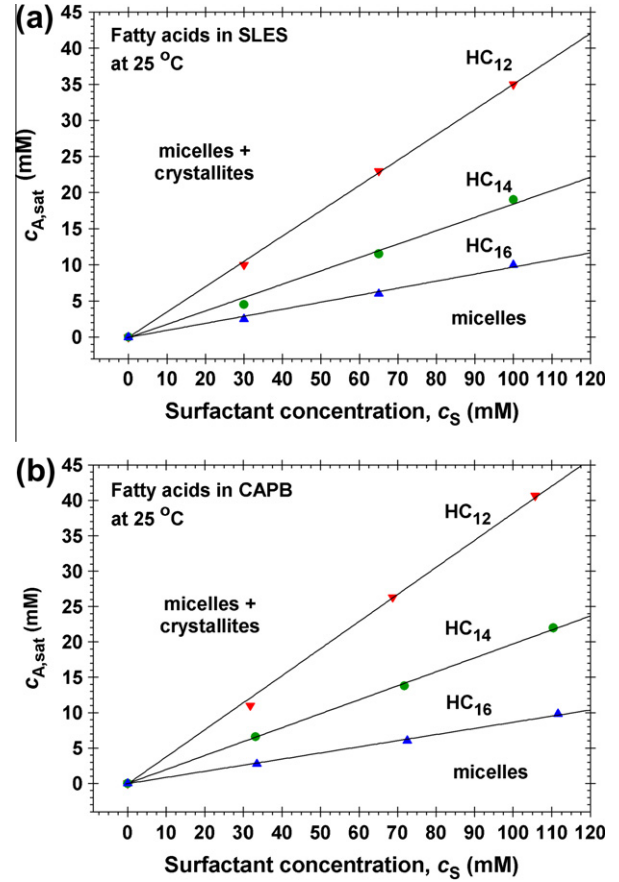 (a)
Fatty acids in SLES
at 25 °C
HC12
micelles +
crystallites
HC14
HC16
micelles
cA,sat (mM)
45
40
35
30
25
20
15
10
5
0
0 10 20 30 40 50 60 70 80 90 100 110 120
Surfactant concentration, cS (mM)
(b)
Fatty acids in CAPB
at 25 °C
HC12
micelles +
crystallites
HC14
HC16
micelles
cA,sat (mM)
45
40
35
30
25
20
15
10
5
0
0 10 20 30 40 50 60 70 80 90 100 110 120
Surfactant concentration, cS (mM)